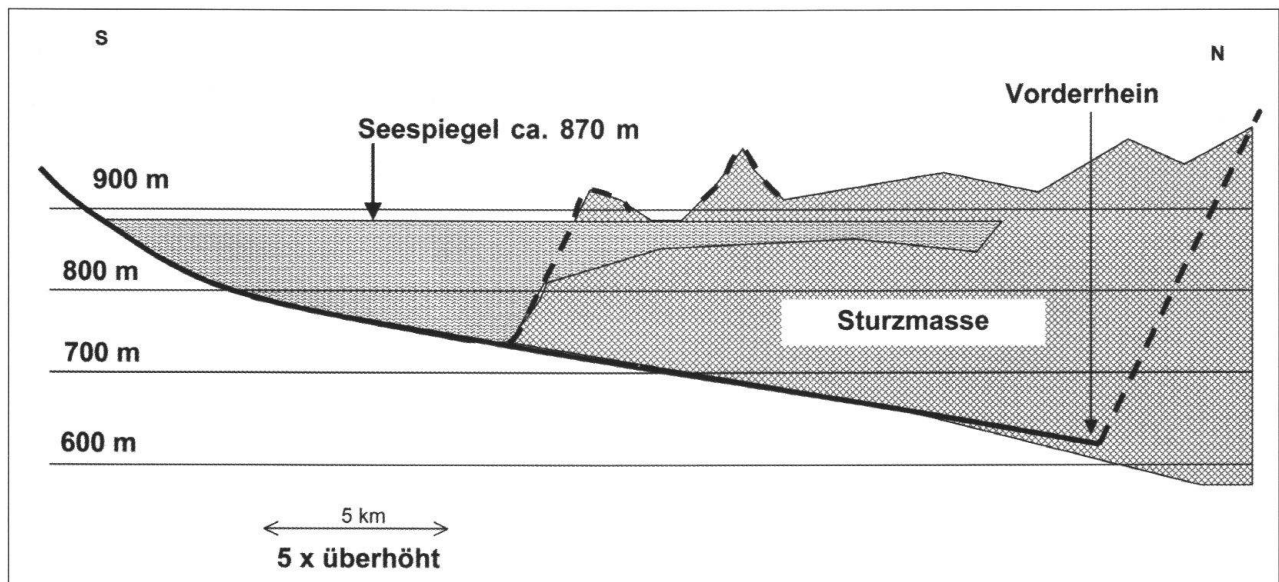 S
N
Vorderrhein
Seespiegel ca. 870 m
900 m
800 m
Sturzmasse
700 m
600 m
5 km
5 x überhöht